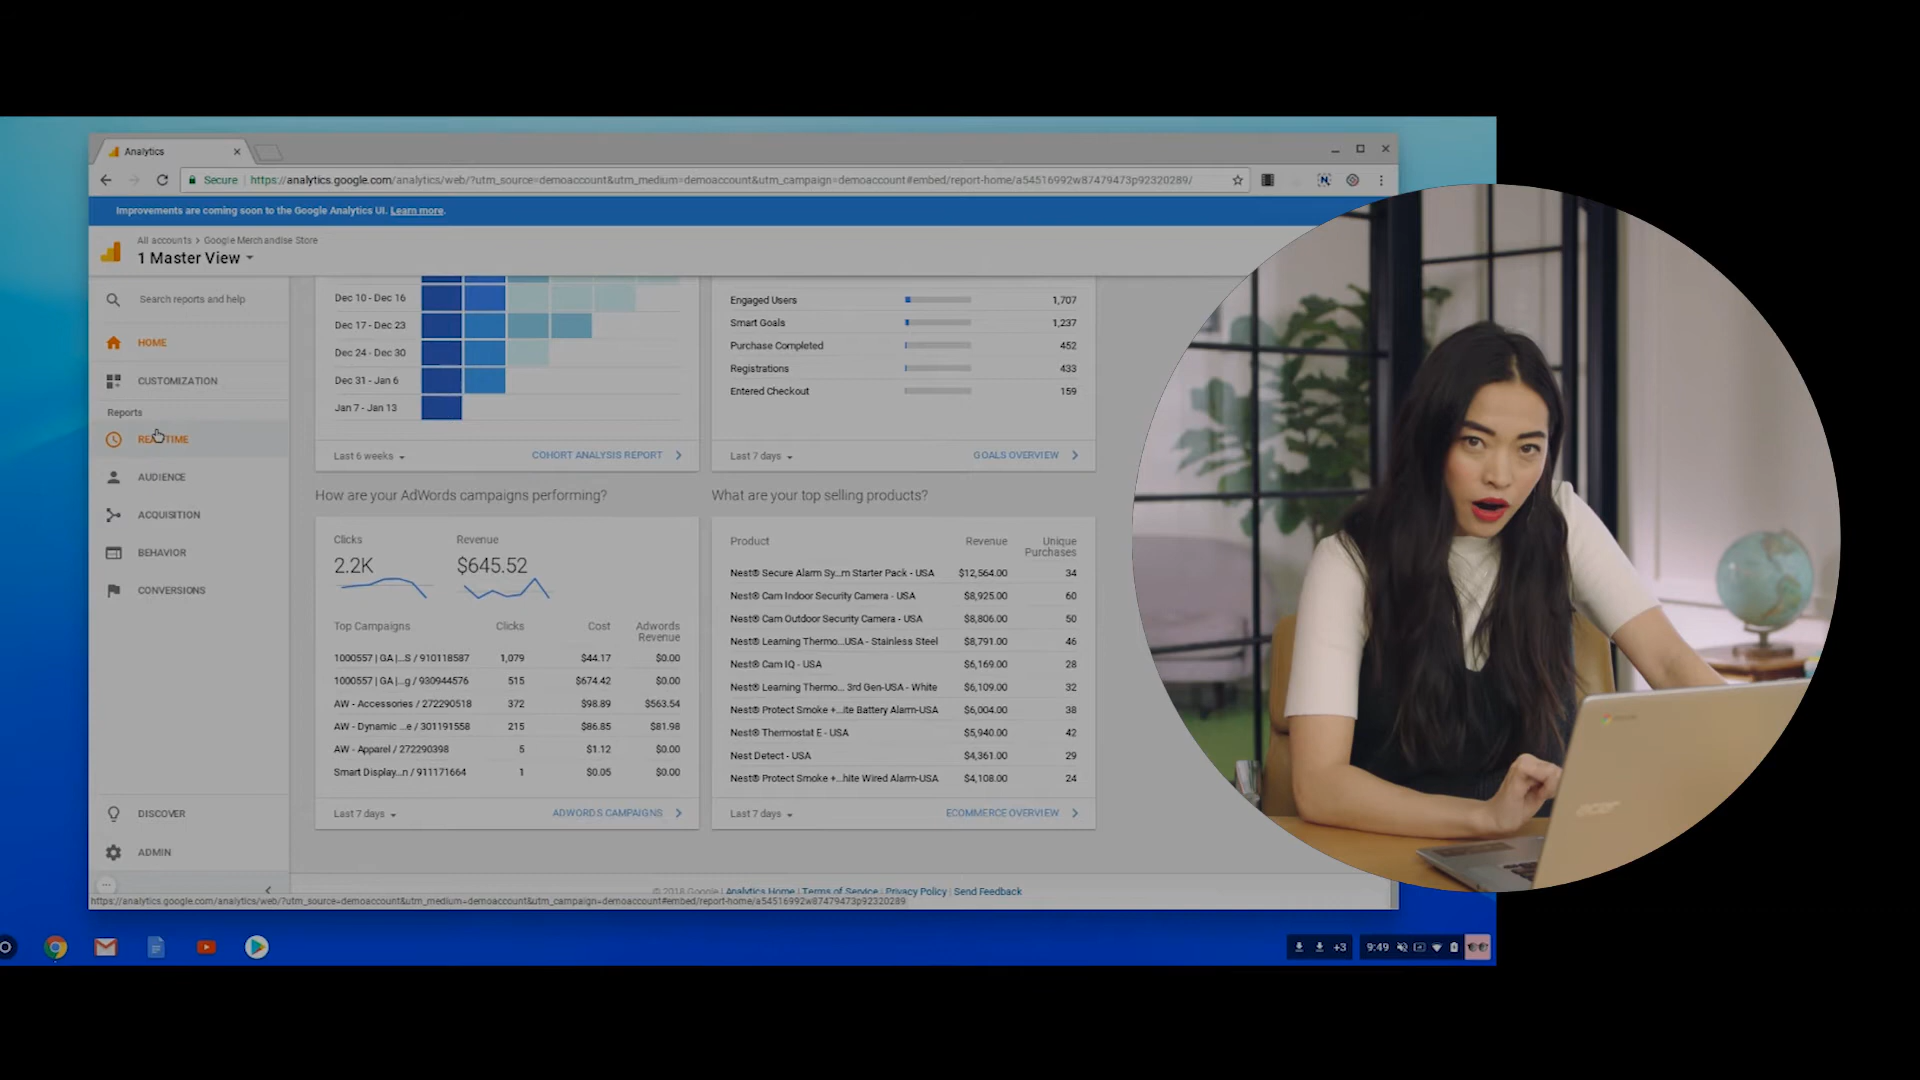 Analytics
Secure https://analytics.google.com/analytics/web/?utm_source=demoaccount&utm_medium=demoaccount&utm_campaign=demoaccount#embed/report-home/a54516992w87479473p92320289/
Improvements are coming soon to the Google Analytics UI. Learn more.
All accounts > Google Merchandise Store
1 Master View
Search reports and help
HOME
CUSTOMIZATION
Reports
REAL-TIME
AUDIENCE
ACQUISITION
BEHAVIOR
CONVERSIONS
DISCOVER
ADMIN
Dec 10 - Dec 16
Dec 17 - Dec 23
Dec 24 - Dec 30
Dec 31 - Jan 6
Jan 7 - Jan 13
Last 6 weeks
COHORT ANALYSIS REPORT
Engaged Users 1,707
Smart Goals 1,237
Purchase Completed 452
Registrations 433
Entered Checkout 159
Last 7 days
GOALS OVERVIEW
How are your AdWords campaigns performing?
Clicks Revenue
2.2K $645.52
Top Campaigns Clicks Cost Adwords Revenue
1000557 | GA |...S / 910118587 1,079 $44.17 $0.00
1000557 | GA |...g / 930944576 515 $674.42 $0.00
AW - Accessories / 272290518 372 $98.89 $563.54
AW - Dynamic ...e / 301191558 215 $86.85 $81.98
AW - Apparel / 272290398 5 $1.12 $0.00
Smart Display...n / 911171664 1 $0.05 $0.00
Last 7 days
ADWORDS CAMPAIGNS
What are your top selling products?
Product Revenue Unique Purchases
Nest® Secure Alarm Sy...m Starter Pack - USA $12,564.00 34
Nest® Cam Indoor Security Camera - USA $8,925.00 60
Nest® Cam Outdoor Security Camera - USA $8,806.00 50
Nest® Learning Thermo...USA - Stainless Steel $8,791.00 46
Nest® Cam IQ - USA $6,169.00 28
Nest® Learning Thermo... 3rd Gen-USA - White $6,109.00 32
Nest® Protect Smoke +...ite Battery Alarm-USA $6,004.00 38
Nest® Thermostat E - USA $5,940.00 42
Nest Detect - USA $4,361.00 29
Nest® Protect Smoke +...hite Wired Alarm-USA $4,108.00 24
Last 7 days
ECOMMERCE OVERVIEW
© 2018 Google | Analytics Home | Terms of Service | Privacy Policy | Send Feedback
https://analytics.google.com/analytics/web/?utm_source=demoaccount&utm_medium=demoaccount&utm_campaign=demoaccount#embed/report-home/a54516992w87479473p92320289
+3 9:49
acer